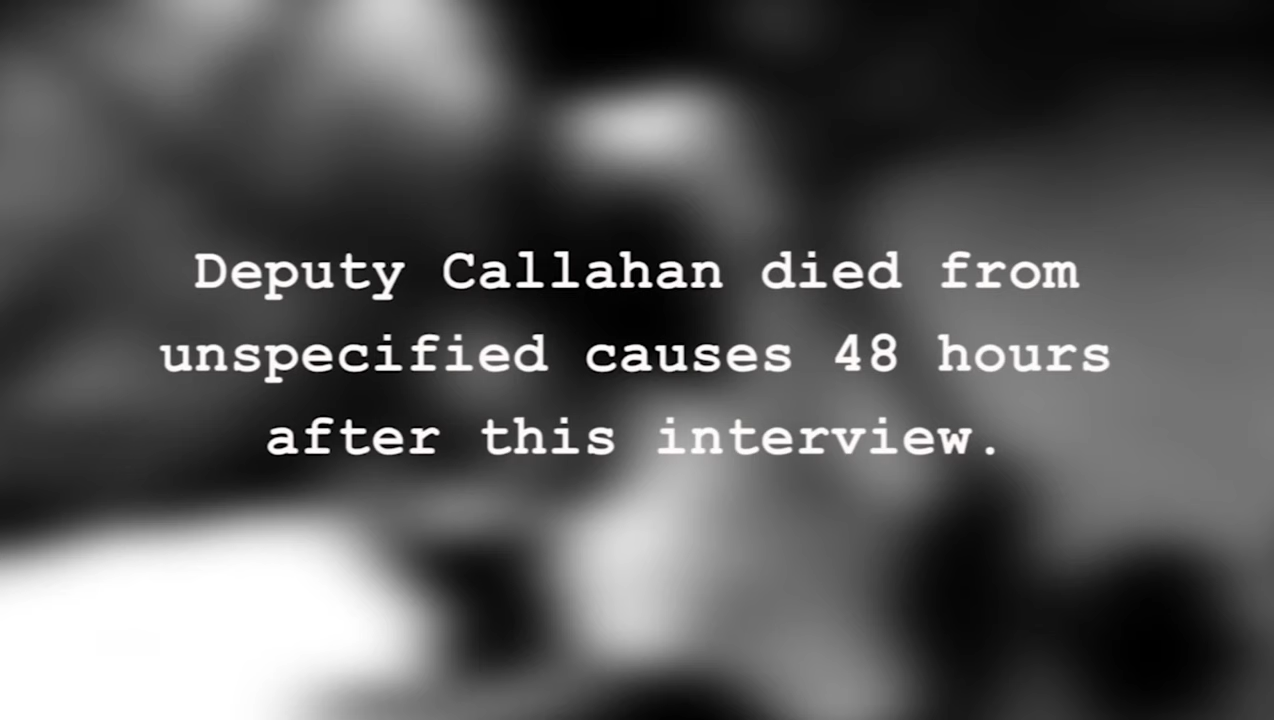 Deputy Callahan died from
unspecified causes 48 hours
after this interview.